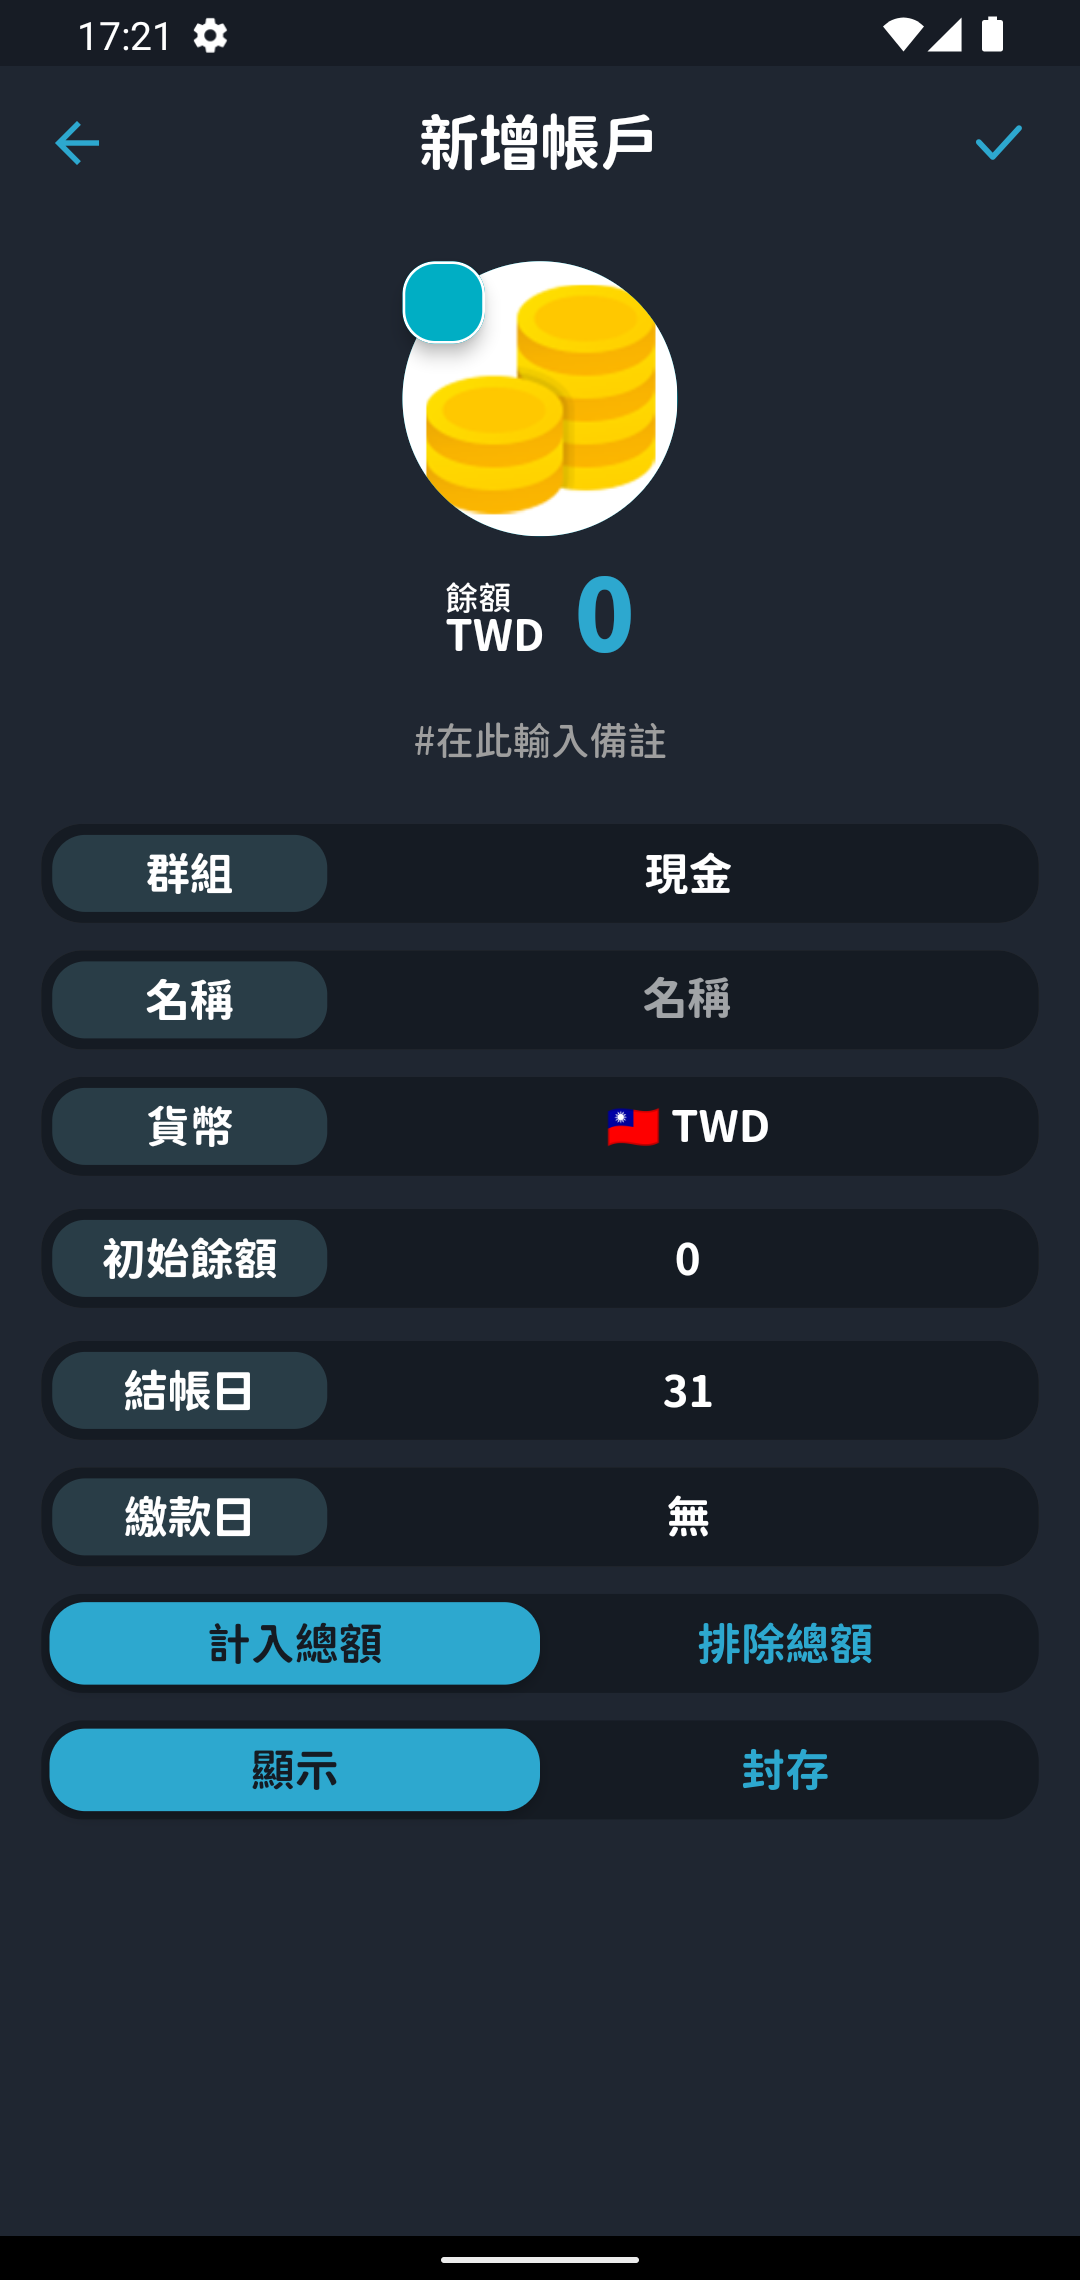 17:21
新增帳戶
餘額
TWD 0
#在此輸入備註
群組 現金
名稱 名稱
貨幣 🇹🇼 TWD
初始餘額 0
結帳日 31
繳款日 無
計入總額 排除總額
顯示 封存